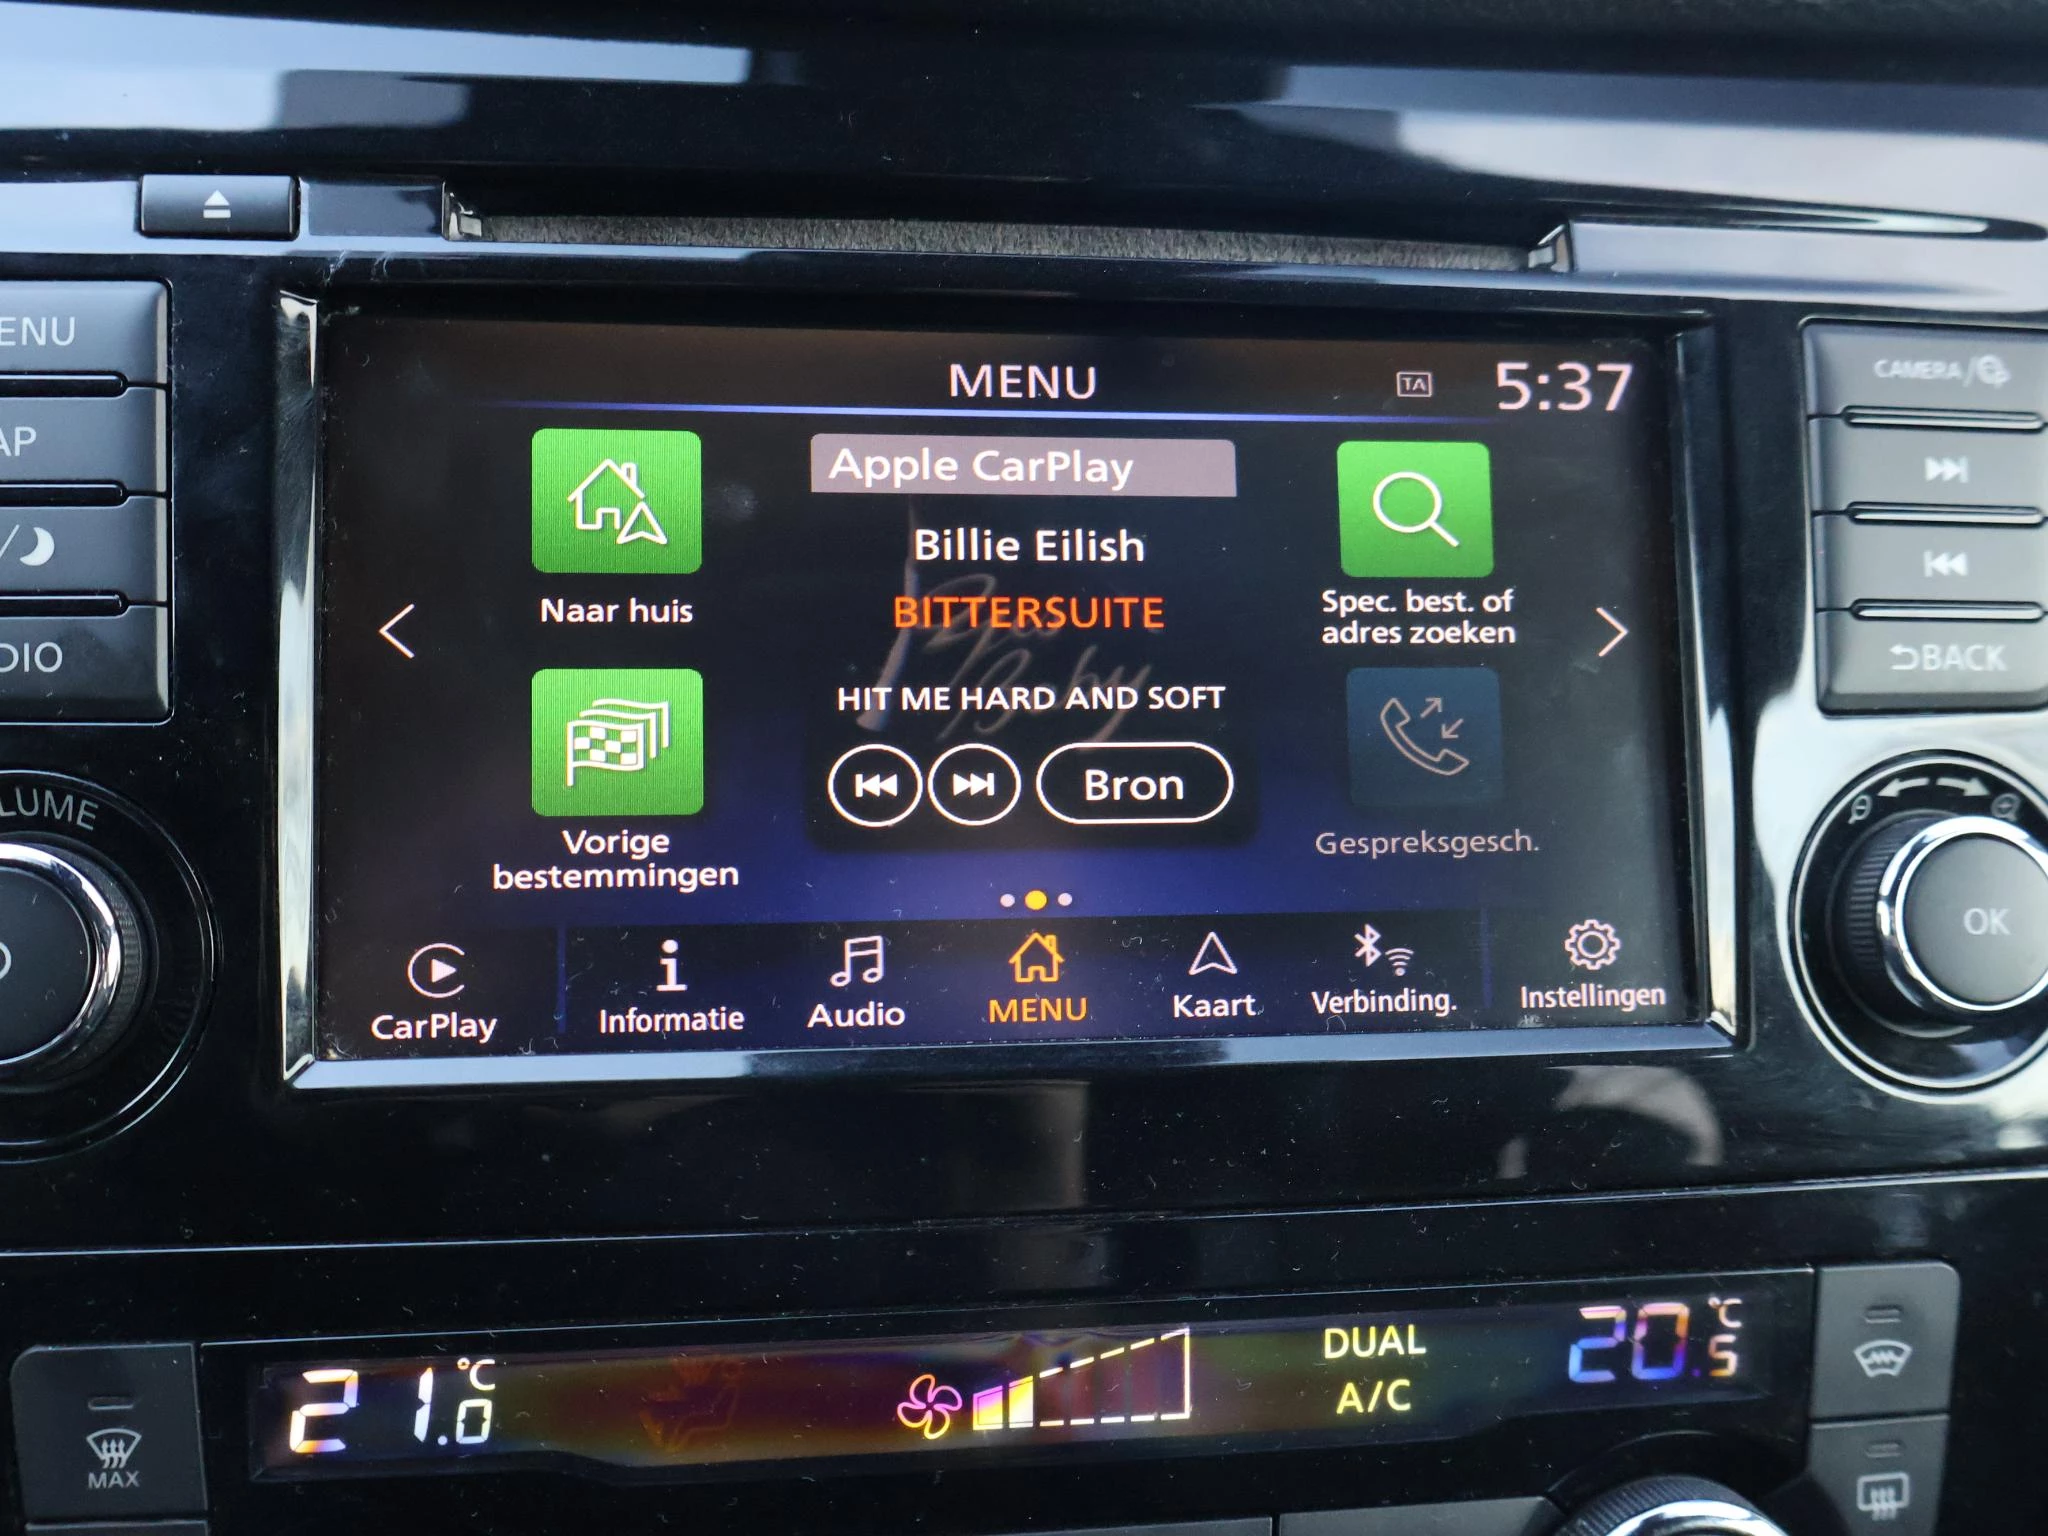 MENU
TA
5:37
ENU
AP
DIO
LUME
CAMERA/
BACK
OK
Naar huis
Vorige
bestemmingen
Apple CarPlay
Billie Eilish
BITTERSUITE
HIT ME HARD AND SOFT
Bron
Spec. best. of
adres zoeken
Gespreksgesch.
CarPlay
Informatie
Audio
MENU
Kaart
Verbinding.
Instellingen
MAX
21.0 °C
DUAL
A/C
20.5 °C